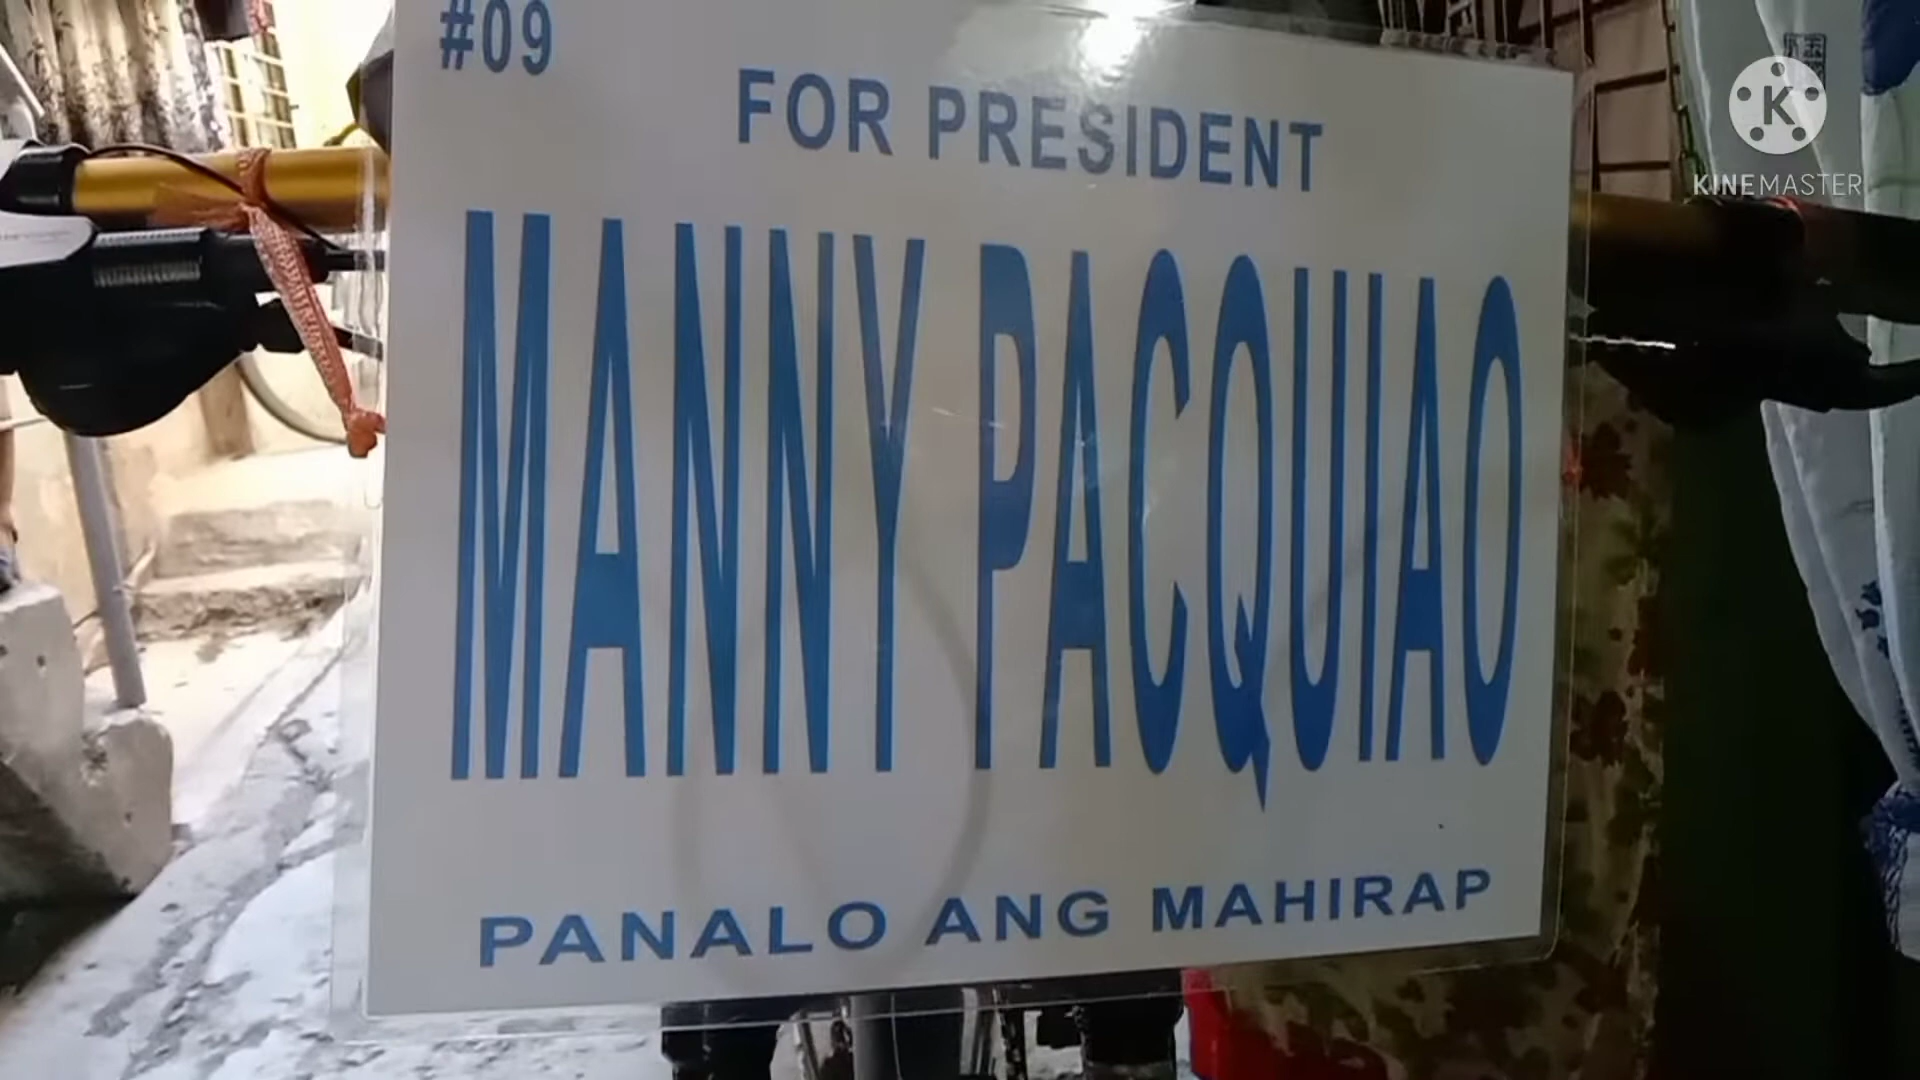 #09
FOR PRESIDENT
MANNY PACQUIAO
PANALO ANG MAHIRAP
K
KINEMASTER